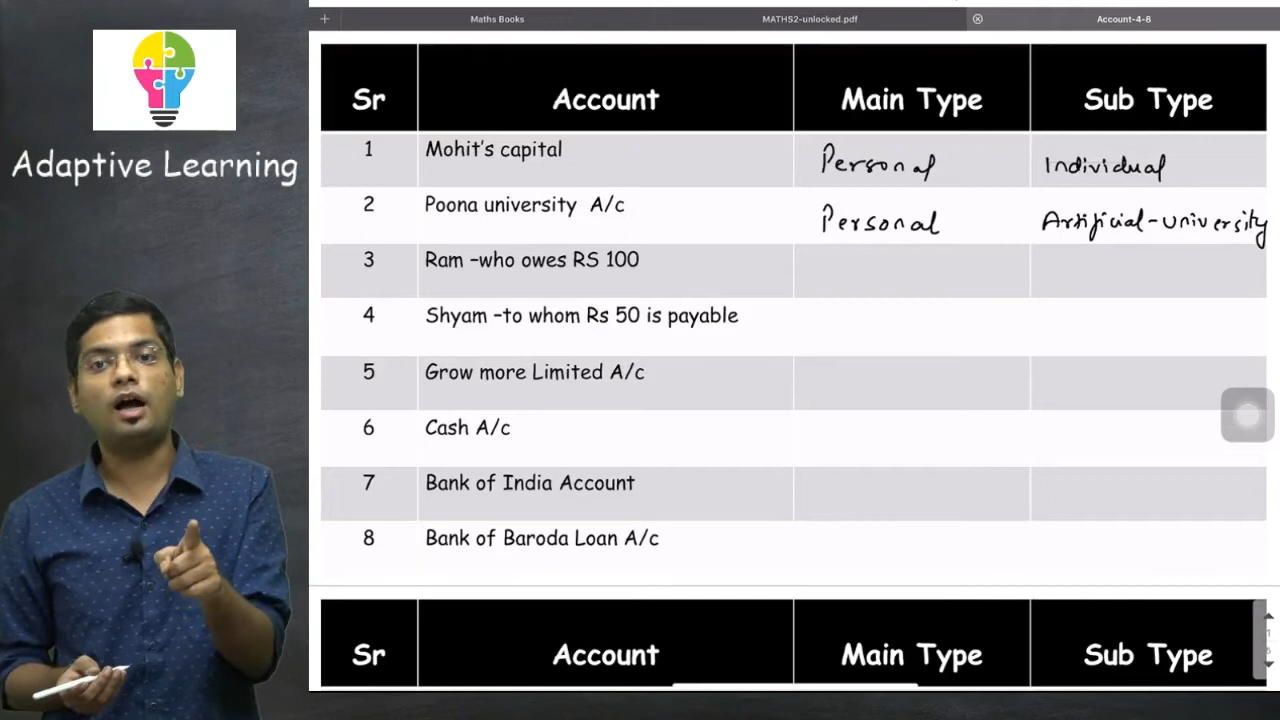 Maths Books MATHS2-unlocked.pdf Account-4-8
Adaptive Learning
Sr Account Main Type Sub Type
1 Mohit's capital Personal Individual
2 Poona university A/c Personal Artificial-university
3 Ram –who owes RS 100
4 Shyam –to whom Rs 50 is payable
5 Grow more Limited A/c
6 Cash A/c
7 Bank of India Account
8 Bank of Baroda Loan A/c
Sr Account Main Type Sub Type